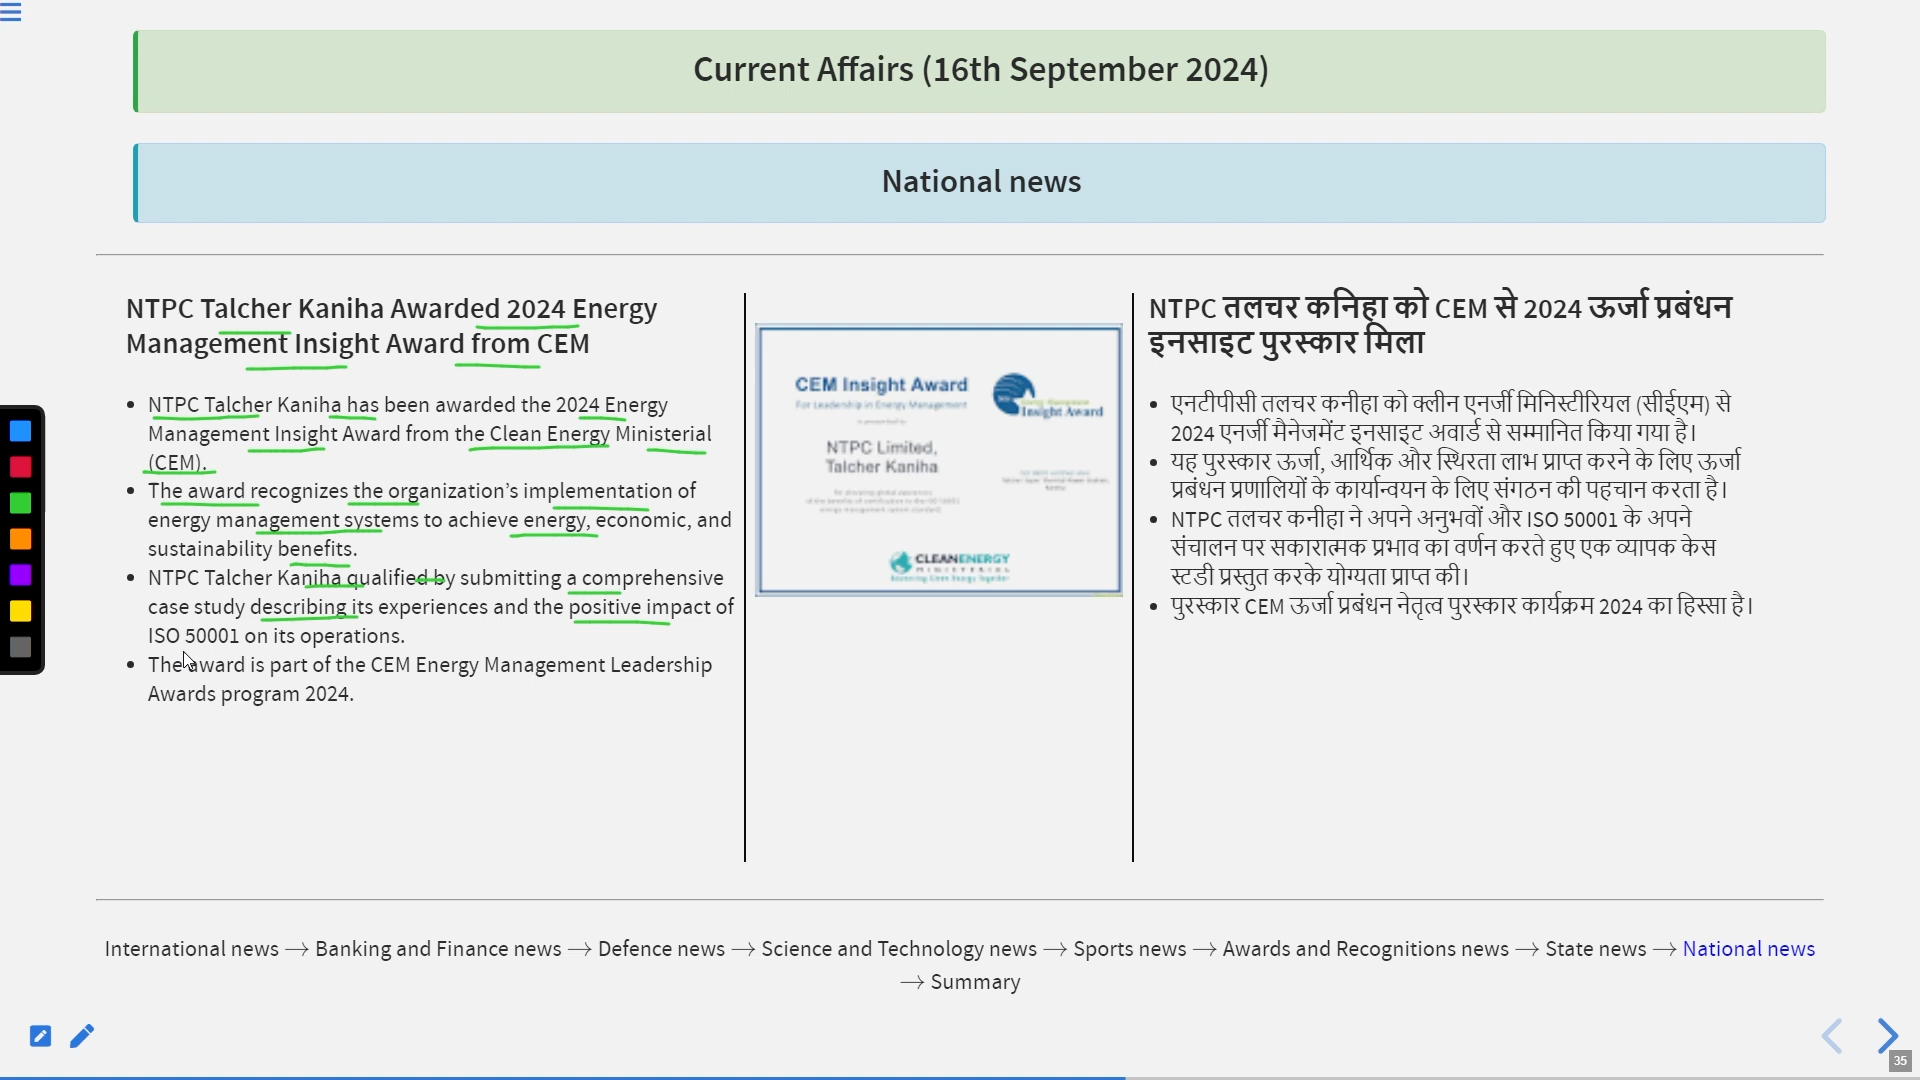 Current Affairs (16th September 2024)
National news
NTPC Talcher Kaniha Awarded 2024 Energy
Management Insight Award from CEM
• NTPC Talcher Kaniha has been awarded the 2024 Energy
Management Insight Award from the Clean Energy Ministerial
(CEM).
• The award recognizes the organization’s implementation of
energy management systems to achieve energy, economic, and
sustainability benefits.
• NTPC Talcher Kaniha qualified by submitting a comprehensive
case study describing its experiences and the positive impact of
ISO 50001 on its operations.
• The award is part of the CEM Energy Management Leadership
Awards program 2024.
CEM Insight Award
For Leadership in Energy Management
is presented to
NTPC Limited,
Talcher Kaniha
Insight Award
CLEANENERGY
MINISTERIAL
Advancing Clean Energy Together
NTPC तलचर कनिहा को CEM से 2024 ऊर्जा प्रबंधन
इनसाइट पुरस्कार मिला
• एनटीपीसी तलचर कनीहा को क्लीन एनर्जी मिनिस्टीरियल (सीईएम) से
2024 एनर्जी मैनेजमेंट इनसाइट अवार्ड से सम्मानित किया गया है।
• यह पुरस्कार ऊर्जा, आर्थिक और स्थिरता लाभ प्राप्त करने के लिए ऊर्जा
प्रबंधन प्रणालियों के कार्यान्वयन के लिए संगठन की पहचान करता है।
• NTPC तलचर कनीहा ने अपने अनुभवों और ISO 50001 के अपने
संचालन पर सकारात्मक प्रभाव का वर्णन करते हुए एक व्यापक केस
स्टडी प्रस्तुत करके योग्यता प्राप्त की।
• पुरस्कार CEM ऊर्जा प्रबंधन नेतृत्व पुरस्कार कार्यक्रम 2024 का हिस्सा है।
International news → Banking and Finance news → Defence news → Science and Technology news → Sports news → Awards and Recognitions news → State news → National news
→ Summary
35